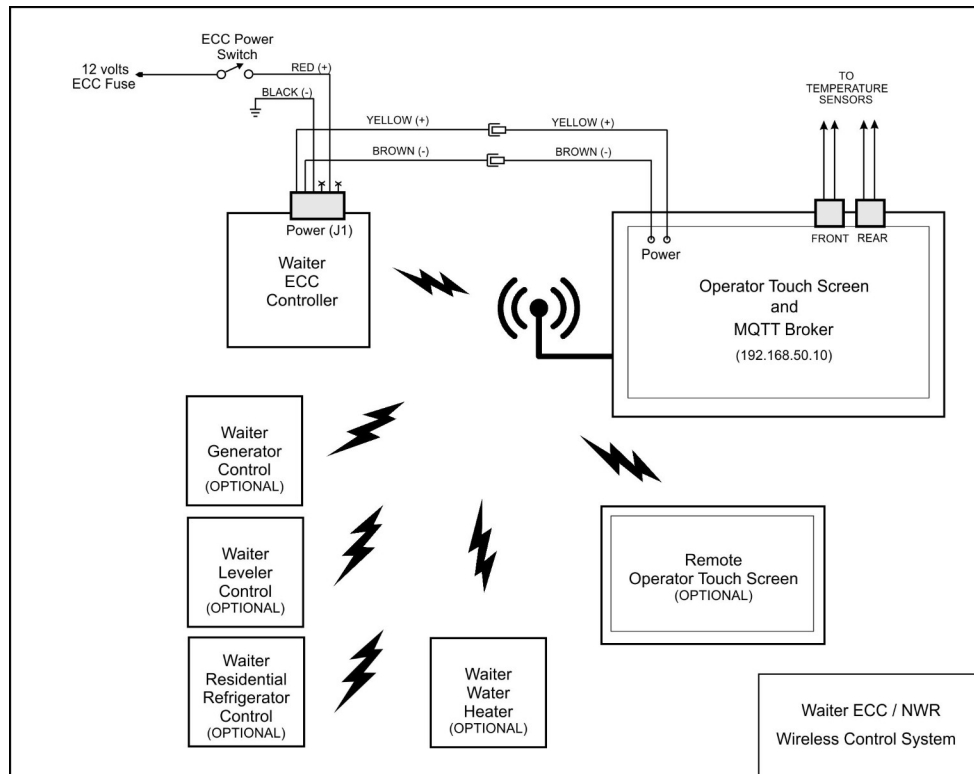 ECC Power
Switch
12 volts
ECC Fuse
RED (+)
BLACK (-)
YELLOW (+)
YELLOW (+)
BROWN (-)
BROWN (-)
TO
TEMPERATURE
SENSORS
Power (J1)
Waiter
ECC
Controller
FRONT
REAR
Power
Operator Touch Screen
and
MQTT Broker
(192.168.50.10)
Waiter
Generator
Control
(OPTIONAL)
Waiter
Leveler
Control
(OPTIONAL)
Waiter
Residential
Refrigerator
Control
(OPTIONAL)
Waiter
Water
Heater
(OPTIONAL)
Remote
Operator Touch Screen
(OPTIONAL)
Waiter ECC / NWR
Wireless Control System